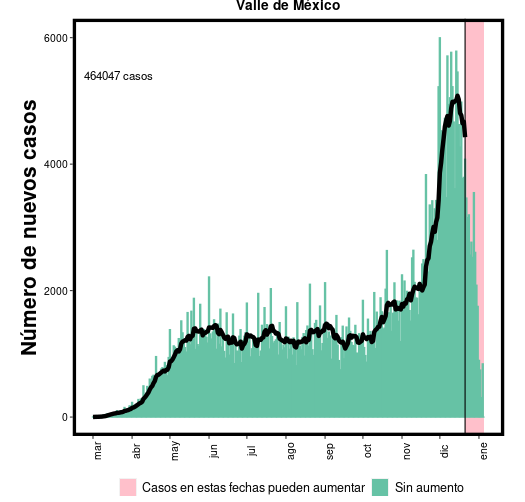 Valle de México
6000
464047 casos
Número de nuevos casos
4000
2000
0
mar
abr
may
jun
jul
ago
sep
oct
nov
dic
ene
Casos en estas fechas pueden aumentar
Sin aumento